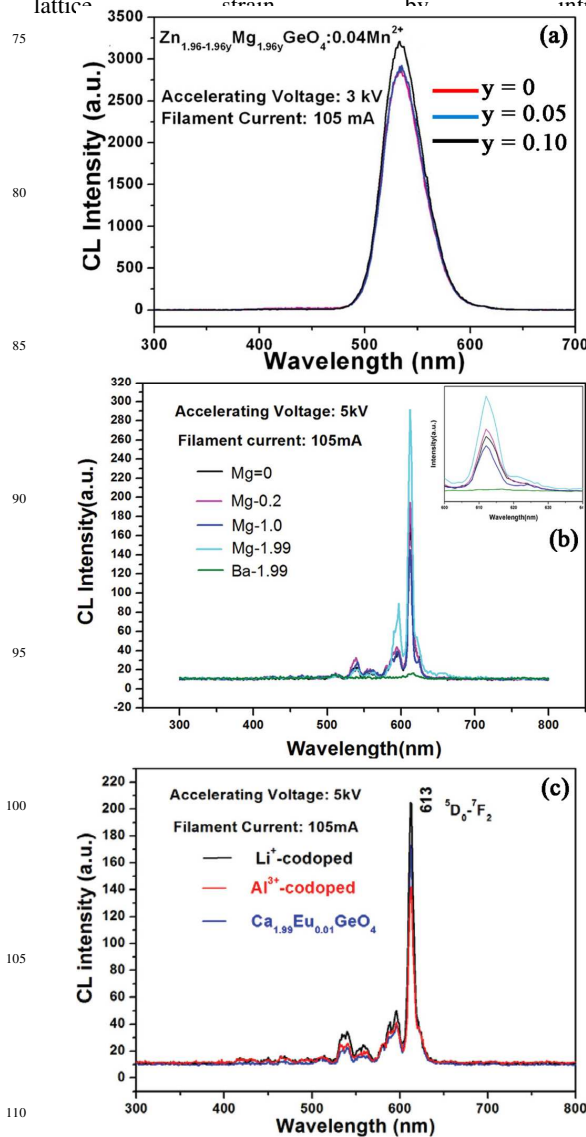 lattice strain by
75
3500
(a)
Zn1.96-1.96yMg1.96yGeO4:0.04Mn2+
3000
Accelerating Voltage: 3 kV
Filament Current: 105 mA
y = 0
y = 0.05
y = 0.10
2500
2000
80
1500
1000
500
0
CL Intensity (a.u.)
85
300 400 500 600 700
Wavelength (nm)
320
300
280
260
240
220
200
180
160
140
120
100
80
60
40
20
0
-20
CL Intensity(a.u.)
Accelerating Voltage: 5kV
Filament current: 105mA
Mg=0
Mg-0.2
Mg-1.0
Mg-1.99
Ba-1.99
Intensity(a.u.)
600 610 620 630
Wavelength(nm)
90
(b)
95
300 400 500 600 700 800
Wavelength(nm)
(c)
220
200
180
160
140
120
100
80
60
40
20
0
CL intensity (a.u.)
Accelerating Voltage: 5kV
613 5D0-7F2
Filament Current: 105mA
Li+-codoped
Al3+-codoped
Ca1.99Eu0.01GeO4
100
105
110
300 400 500 600 700 800
Wavelength (nm)